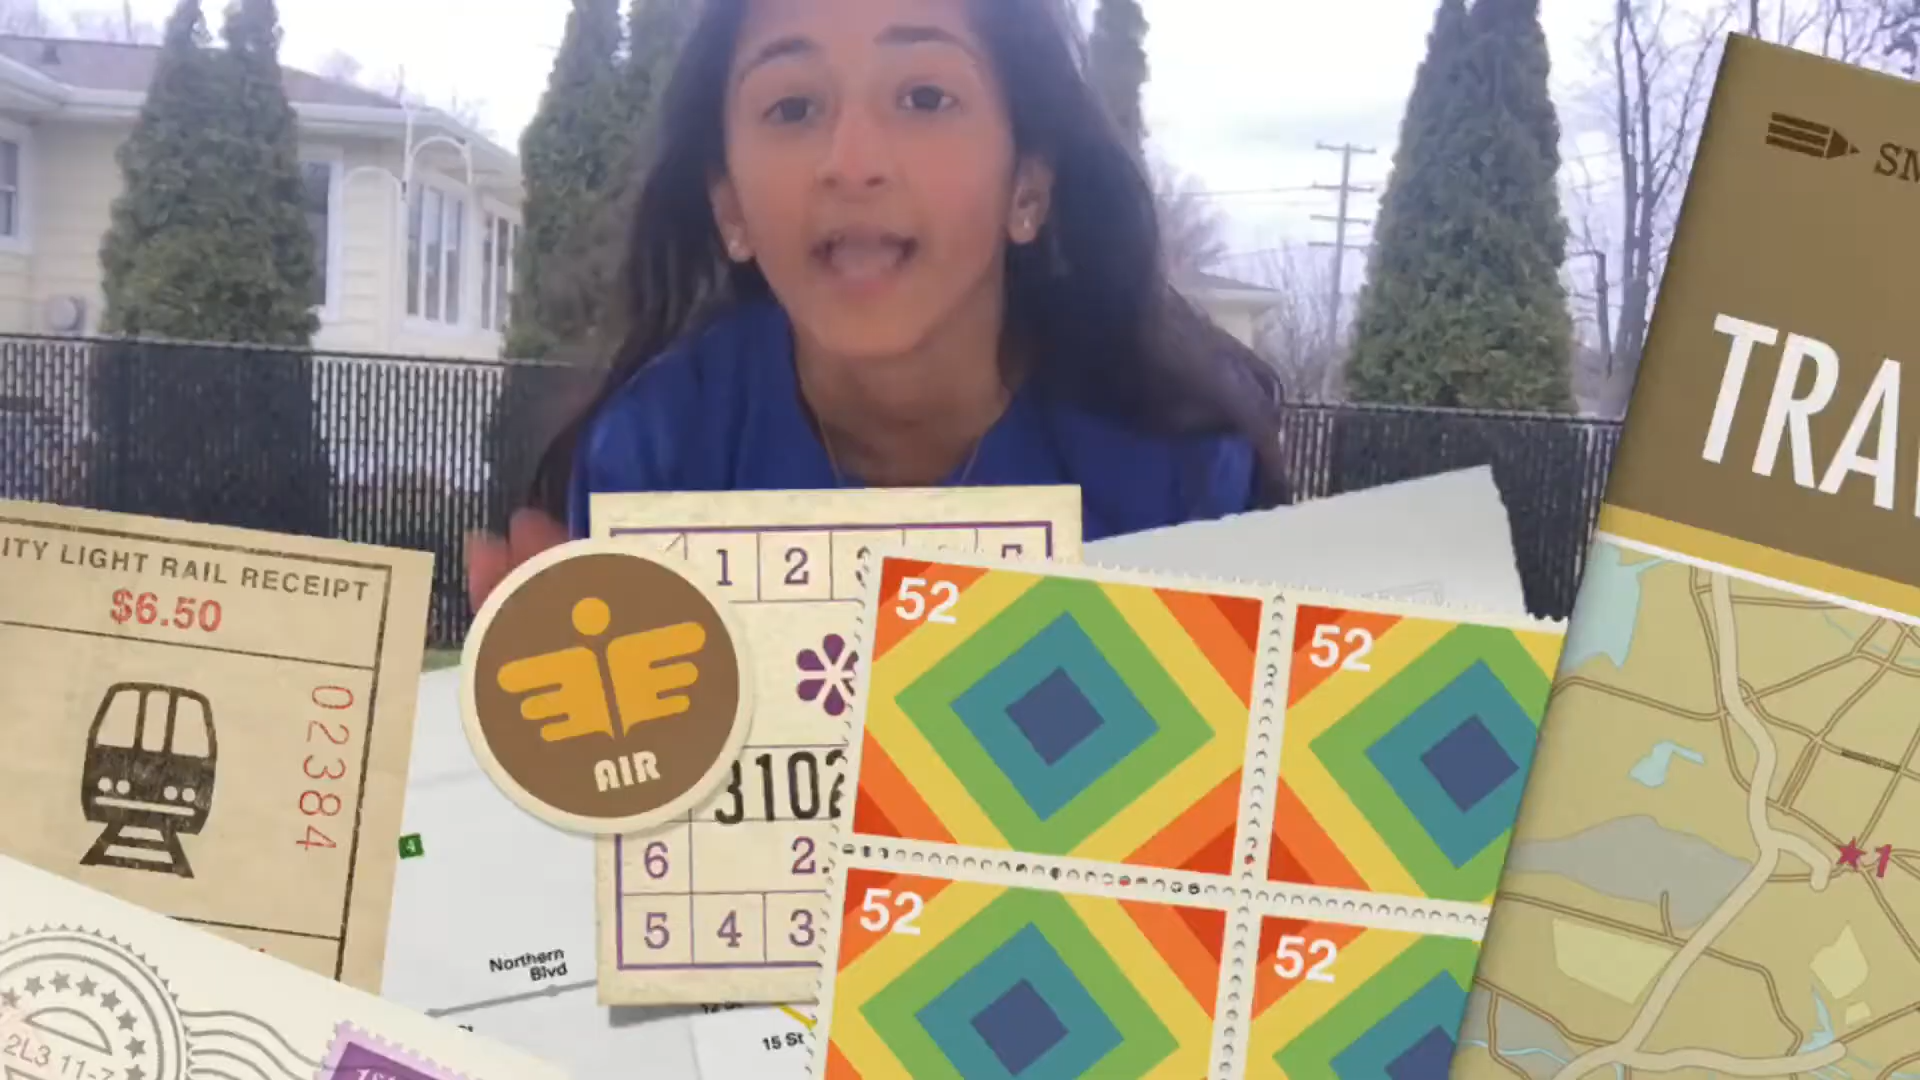 ITY LIGHT RAIL RECEIPT
$6.50
02384
AIR
1 2
3102
6 2
5 4 3
52
52
52
52
4
Northern
Blvd
15 St
2L3 11-7
TRA
1